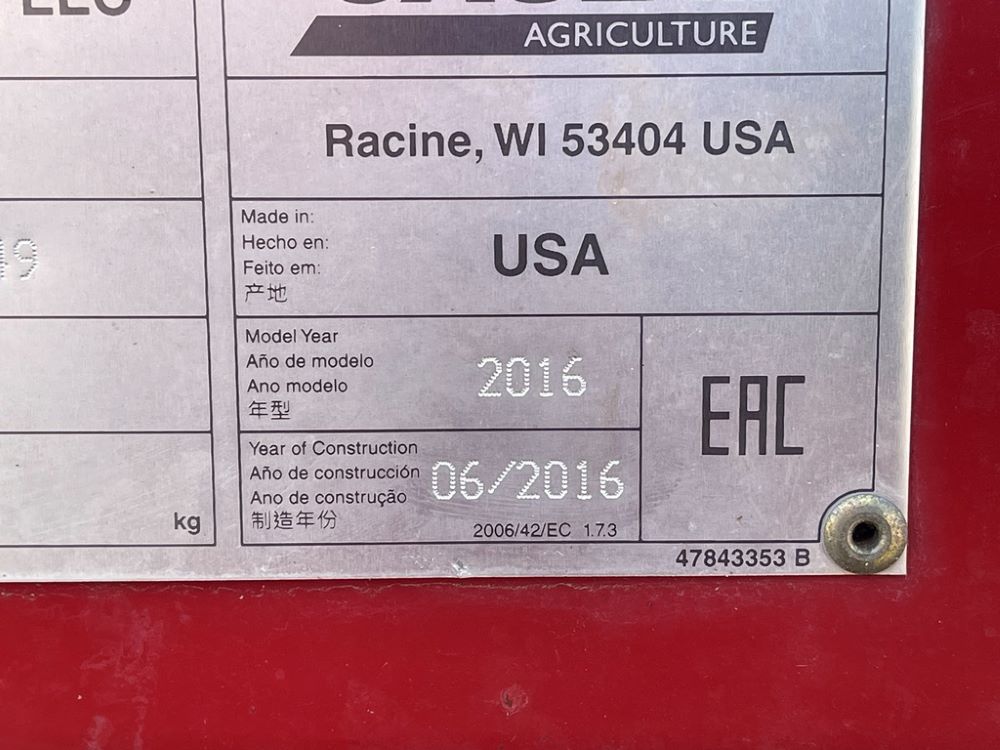 LLC
AGRICULTURE
Racine, WI 53404 USA
Made in:
Hecho en:
Feito em:
产地
USA
49
Model Year
Año de modelo
Ano modelo
年型
2016
Year of Construction
Año de construcción
Ano de construção
制造年份
06/2016
2006/42/EC 1.7.3
EAC
kg
47843353 B